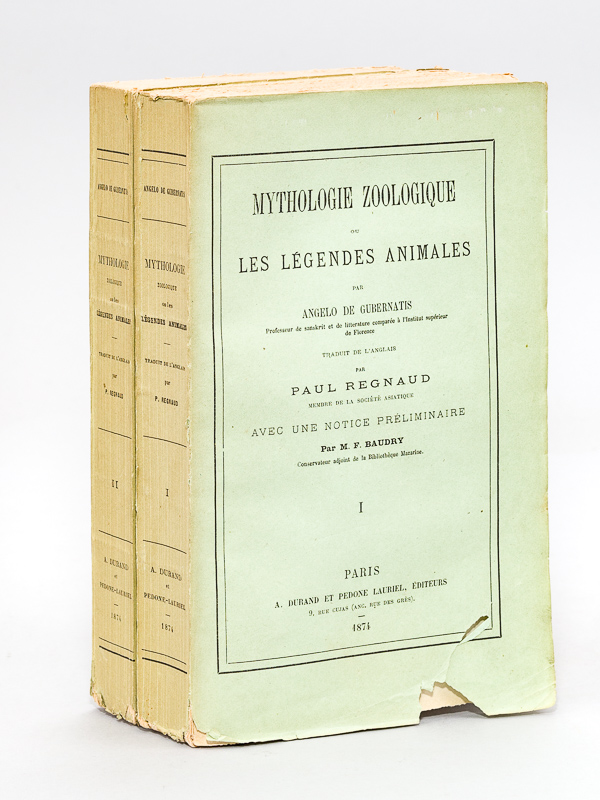 ANGELO DE GUBERNATIS
MYTHOLOGIE
ZOOLOGIQUE
ou les
LÉGENDES ANIMALES
TRADUIT DE L'ANGLAIS
par
P. REGNAUD
II
A. DURAND
et
PEDONE-LAURIEL
1874
ANGELO DE GUBERNATIS
MYTHOLOGIE
ZOOLOGIQUE
ou les
LÉGENDES ANIMALES
TRADUIT DE L'ANGLAIS
par
P. REGNAUD
I
A. DURAND
et
PEDONE-LAURIEL
1874
MYTHOLOGIE ZOOLOGIQUE
OU
LES LÉGENDES ANIMALES
PAR
ANGELO DE GUBERNATIS
Professeur de sanskrit et de littérature comparée à l'Institut supérieur
de Florence
TRADUIT DE L'ANGLAIS
PAR
PAUL REGNAUD
MEMBRE DE LA SOCIÉTÉ ASIATIQUE
AVEC UNE NOTICE PRÉLIMINAIRE
Par M. F. BAUDRY
Conservateur adjoint de la Bibliothèque Mazarine.
I
PARIS
A. DURAND ET PEDONE LAURIEL, ÉDITEURS
9, RUE CUJAS (ANC. RUE DES GRÈS).
1874